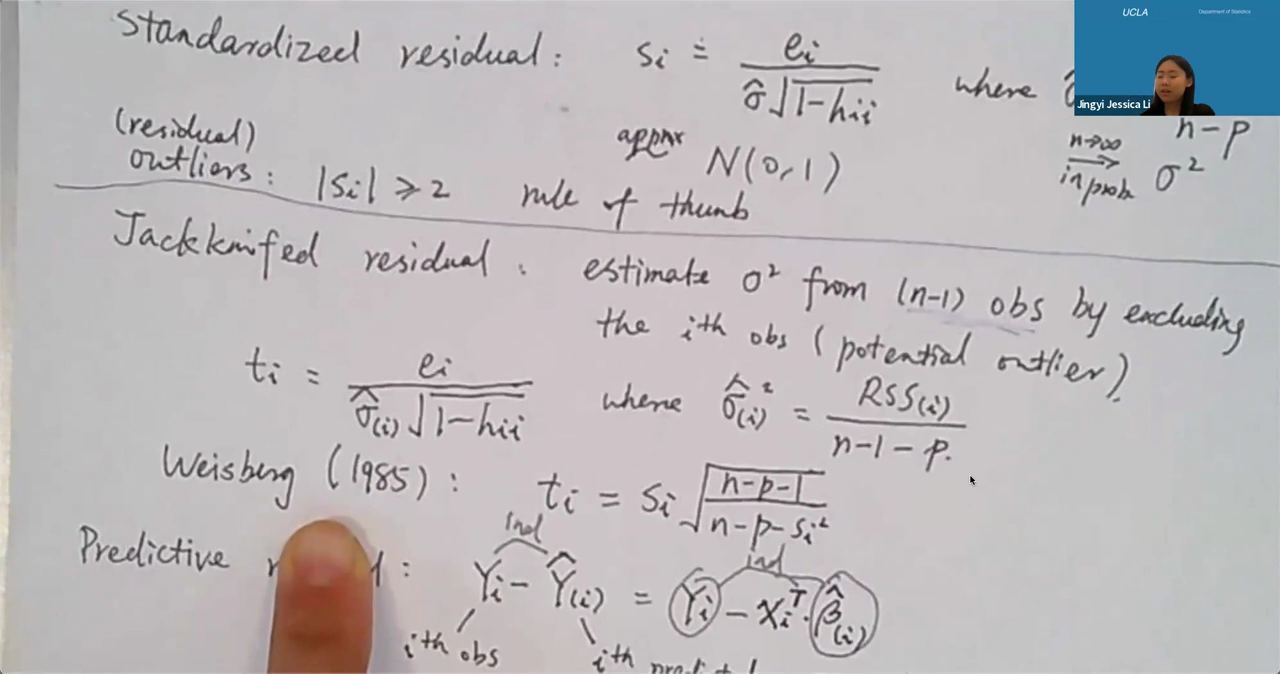 UCLA Department of Statistics
Jingyi Jessica Li
Standardized residual : si ≐ ei / σ̂√(1-hii) where
n-p
appr N(0,1) n→∞ → in prob σ²
(residual)
outliers : |si| ⩾ 2 rule of thumb
Jackknifed residual : estimate σ² from (n-1) obs by excluding
the ith obs (potential outlier).
ti = ei / σ̂(i)√(1-hii) where σ̂(i)² = RSS(i) / n-1-p.
Weisberg (1985) : ti = si √(n-p-1 / n-p-si²)
ind ind
Predictive : Yi - Ŷ(i) = Yi - xiᵀ·β̂(i)
ith obs ith